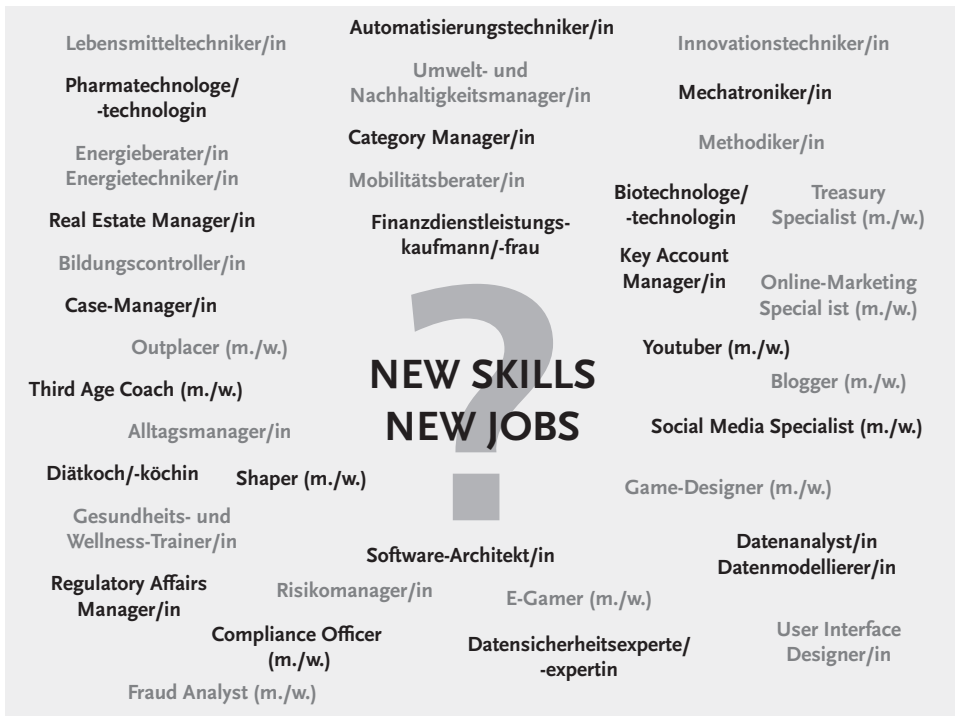 Automatisierungstechniker/in
Lebensmitteltechniker/in
Innovationstechniker/in
Umwelt- und
Nachhaltigkeitsmanager/in
Pharmatechnologe/
-technologin
Mechatroniker/in
Category Manager/in
Methodiker/in
Energieberater/in
Energietechniker/in
Mobilitätsberater/in
Biotechnologe/
-technologin
Treasury
Specialist (m./w.)
Real Estate Manager/in
Finanzdienstleistungs-
kaufmann/-frau
Key Account
Manager/in
Bildungscontroller/in
Online-Marketing
Special ist (m./w.)
Case-Manager/in
Outplacer (m./w.)
Youtuber (m./w.)
?
NEW SKILLS
NEW JOBS
Blogger (m./w.)
Third Age Coach (m./w.)
Alltagsmanager/in
Social Media Specialist (m./w.)
Diätkoch/-köchin
Shaper (m./w.)
Game-Designer (m./w.)
Gesundheits- und
Wellness-Trainer/in
Software-Architekt/in
Datenanalyst/in
Datenmodellierer/in
Regulatory Affairs
Manager/in
Risikomanager/in
E-Gamer (m./w.)
Compliance Officer
(m./w.)
Datensicherheitsexperte/
-expertin
User Interface
Designer/in
Fraud Analyst (m./w.)